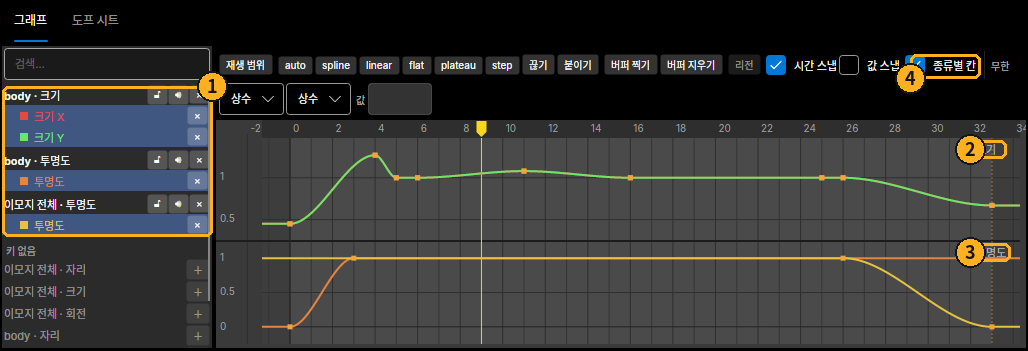 그래프 도프 시트
검색...
재생 범위 auto spline linear flat plateau step 끊기 붙이기 버퍼 찍기 버퍼 지우기 리전 시간 스냅 값 스냅 종류별 칸 무한
1
4
상수 상수 값
body · 크기
크기 X
크기 Y
body · 투명도
투명도
이모지 전체 · 투명도
투명도
키 없음
이모지 전체 · 자리
이모지 전체 · 크기
이모지 전체 · 회전
body · 자리
-2 0 2 4 6 8 10 12 14 16 18 20 22 24 26 28 30 32 34
2 기
1
0.5
3 명도
1
0.5
0